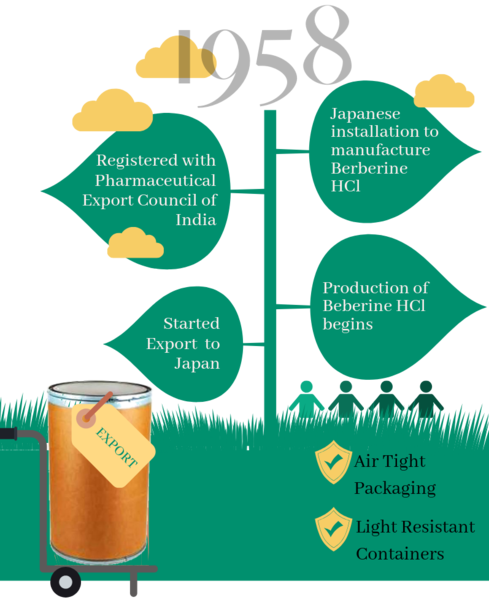 1958
Japanese
installation to
manufacture
Berberine
HCl
Registered with
Pharmaceutical
Export Council of
India
Production of
Beberine HCl
begins
Started
Export to
Japan
EXPORT
Air Tight
Packaging
Light Resistant
Containers